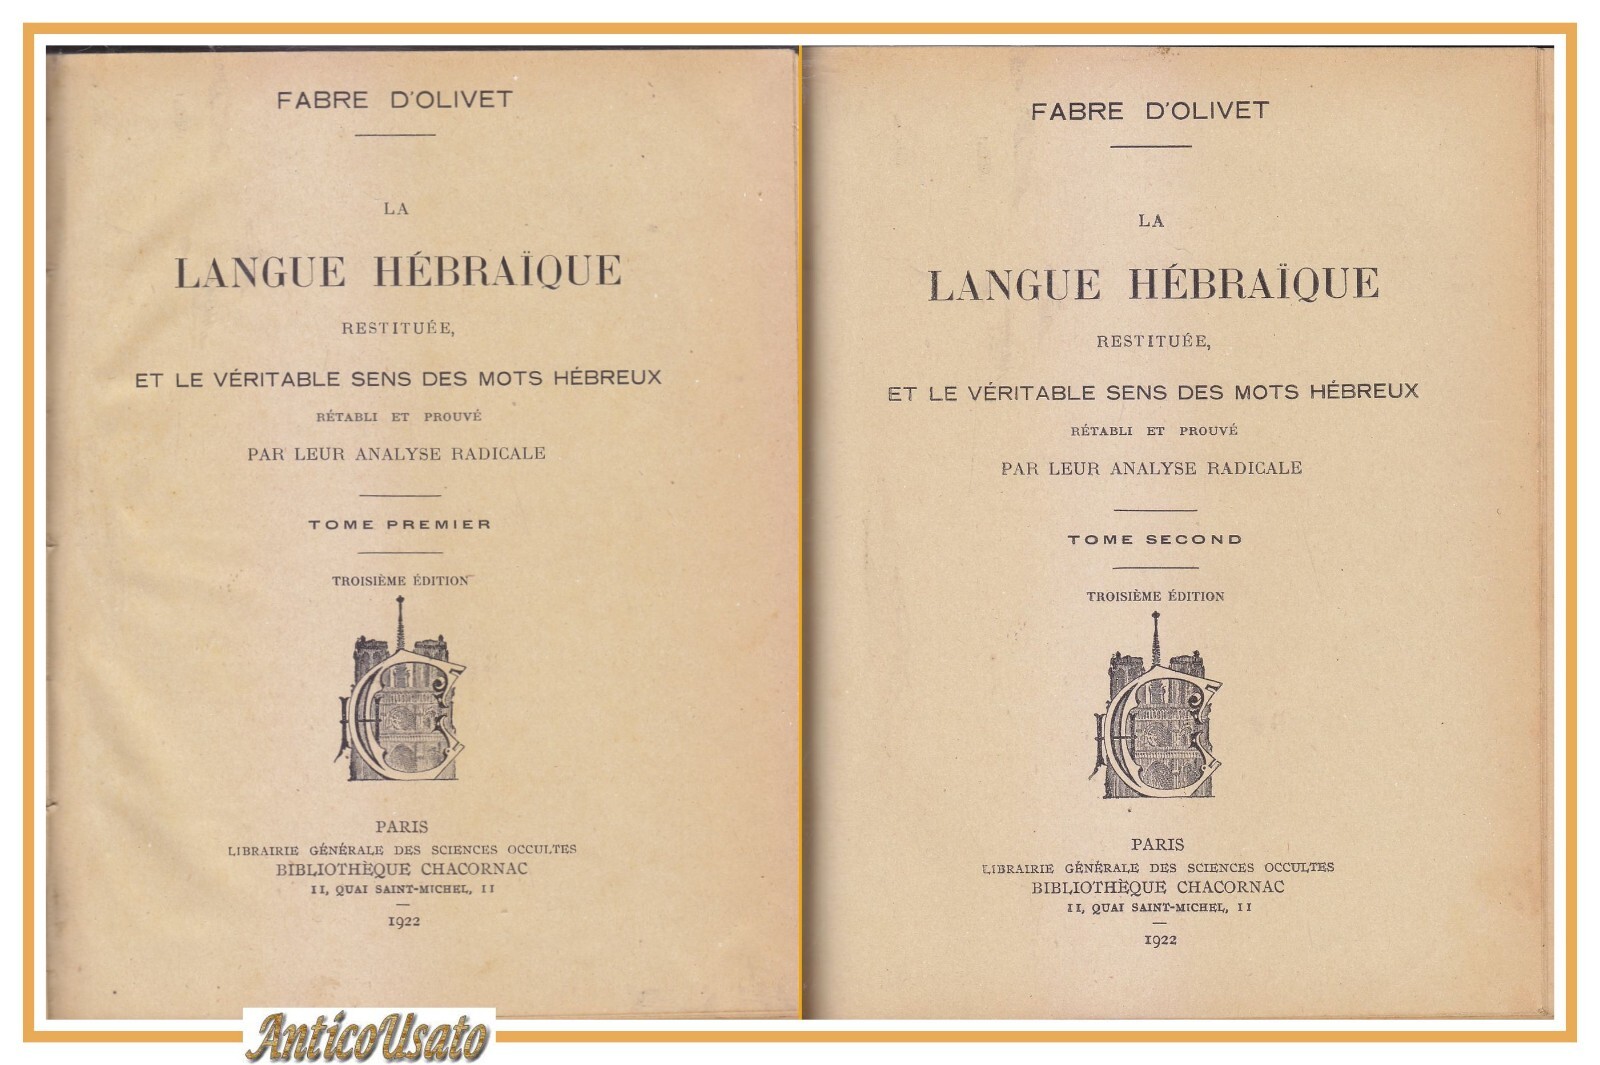 FABRE D'OLIVET
LA
LANGUE HÉBRAÏQUE
RESTITUÉE,
ET LE VÉRITABLE SENS DES MOTS HÉBREUX
RÉTABLI ET PROUVÉ
PAR LEUR ANALYSE RADICALE
TOME PREMIER
TROISIÈME ÉDITION
PARIS
LIBRAIRIE GÉNÉRALE DES SCIENCES OCCULTES
BIBLIOTHÈQUE CHACORNAC
11, QUAI SAINT-MICHEL, 11
1922
FABRE D'OLIVET
LA
LANGUE HÉBRAÏQUE
RESTITUÉE,
ET LE VÉRITABLE SENS DES MOTS HÉBREUX
RÉTABLI ET PROUVÉ
PAR LEUR ANALYSE RADICALE
TOME SECOND
TROISIÈME ÉDITION
PARIS
LIBRAIRIE GÉNÉRALE DES SCIENCES OCCULTES
BIBLIOTHÈQUE CHACORNAC
11, QUAI SAINT-MICHEL, 11
1922
AnticoUsato